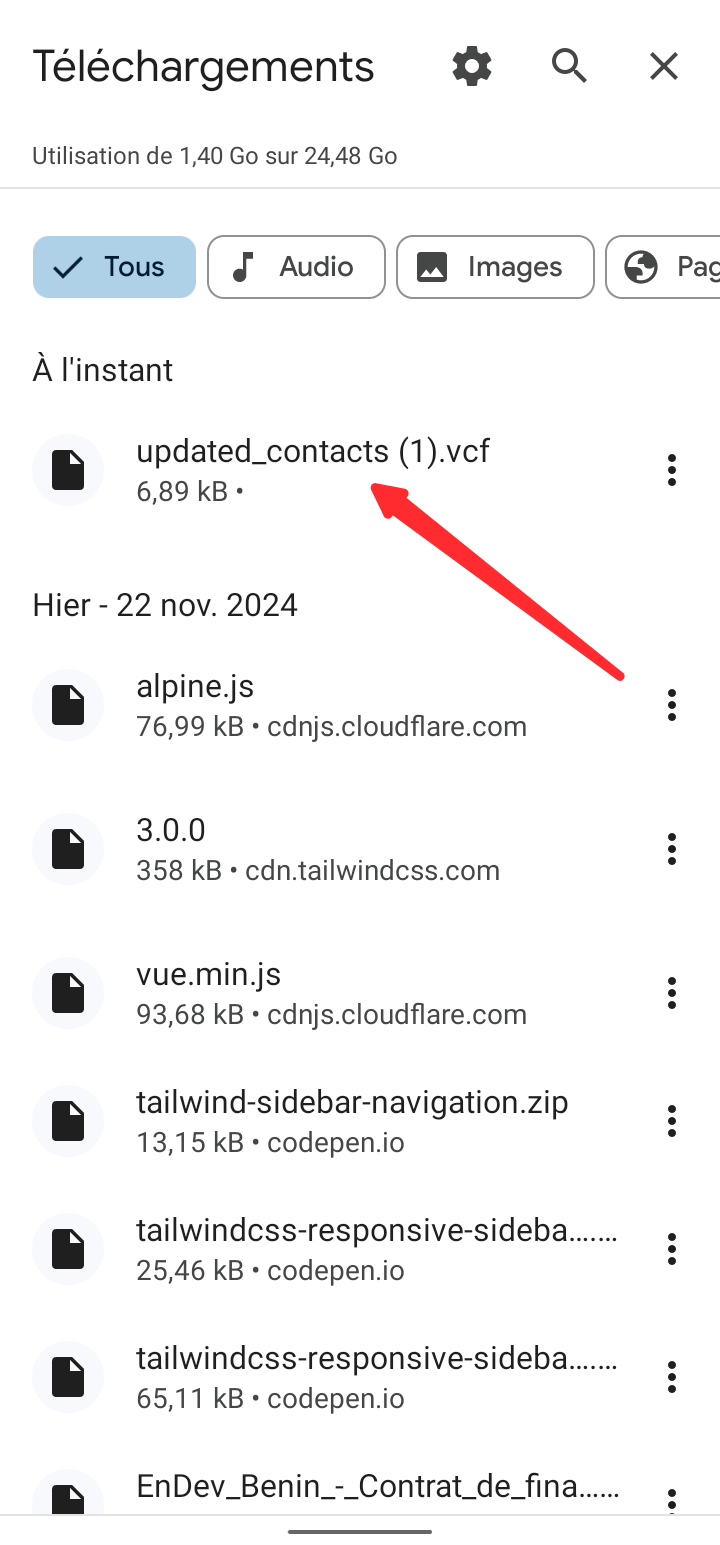 Téléchargements
Utilisation de 1,40 Go sur 24,48 Go
Tous
Audio
Images
Pag
À l'instant
updated_contacts (1).vcf
6,89 kB •
Hier - 22 nov. 2024
alpine.js
76,99 kB • cdnjs.cloudflare.com
3.0.0
358 kB • cdn.tailwindcss.com
vue.min.js
93,68 kB • cdnjs.cloudflare.com
tailwind-sidebar-navigation.zip
13,15 kB • codepen.io
tailwindcss-responsive-sideba…...
25,46 kB • codepen.io
tailwindcss-responsive-sideba…...
65,11 kB • codepen.io
EnDev_Benin_-_Contrat_de_fina…...